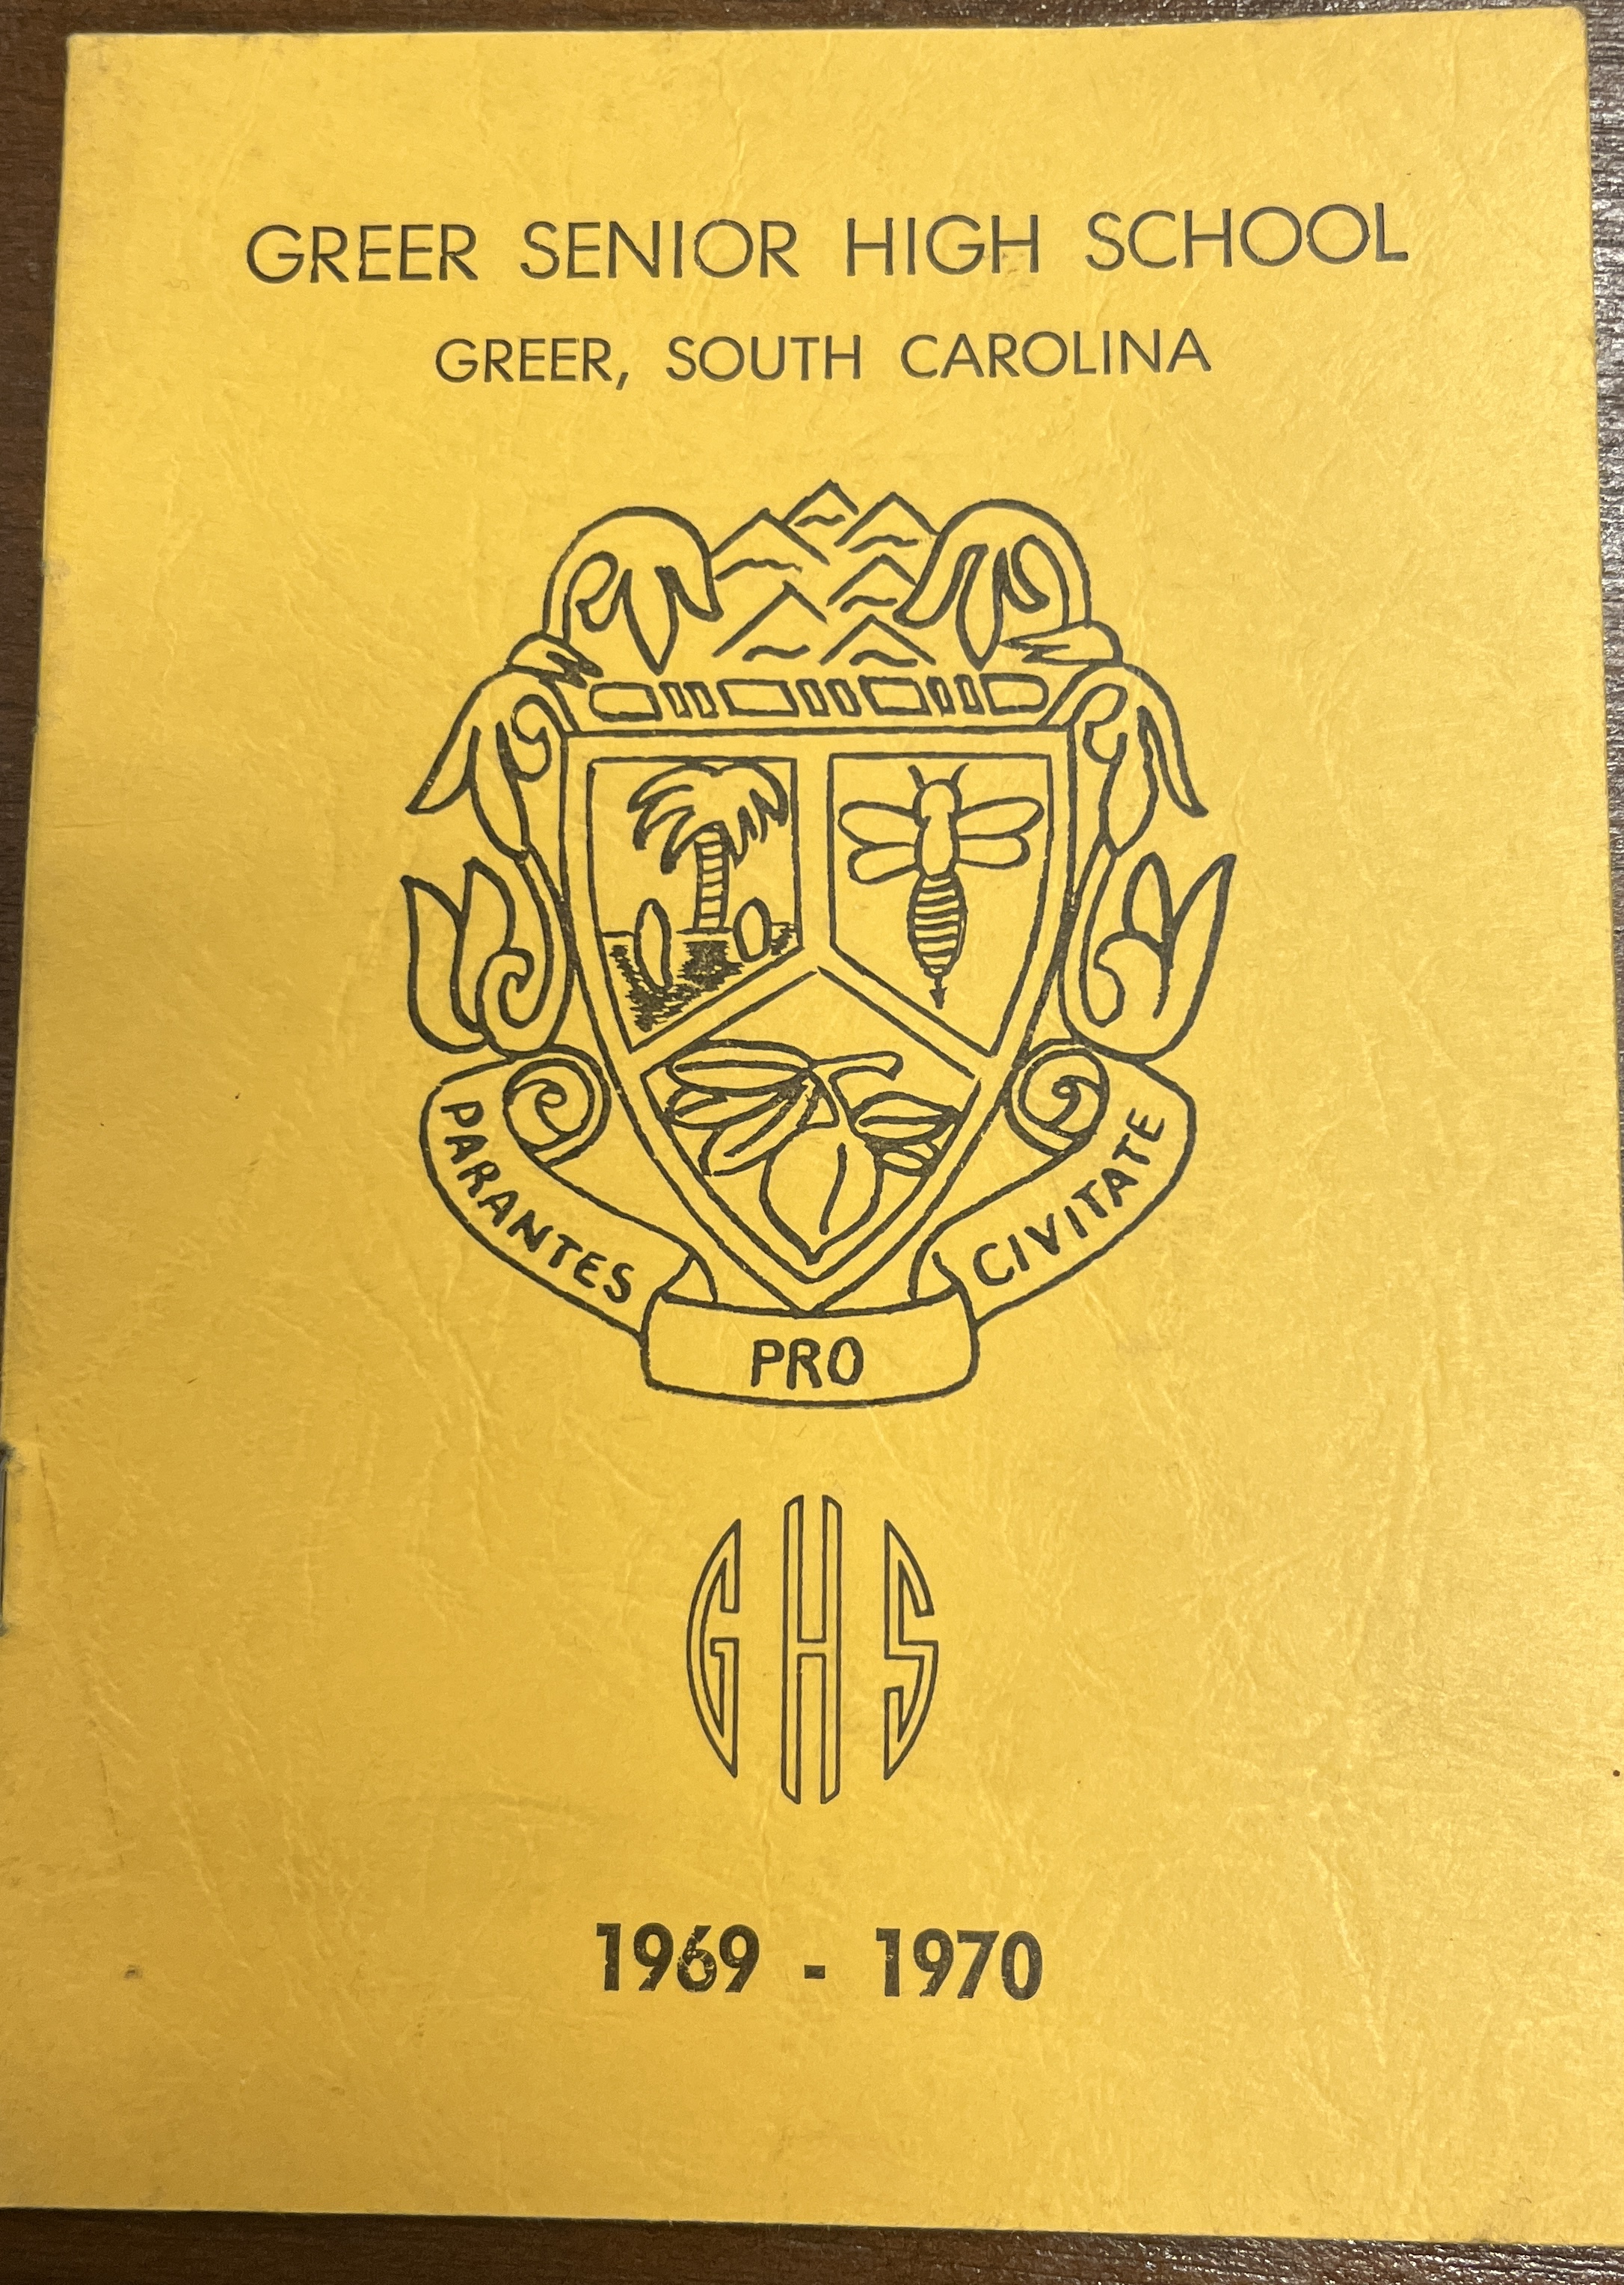 GREER SENIOR HIGH SCHOOL
GREER, SOUTH CAROLINA
PARANTES
PRO
CIVITATE
GHS
1969 - 1970